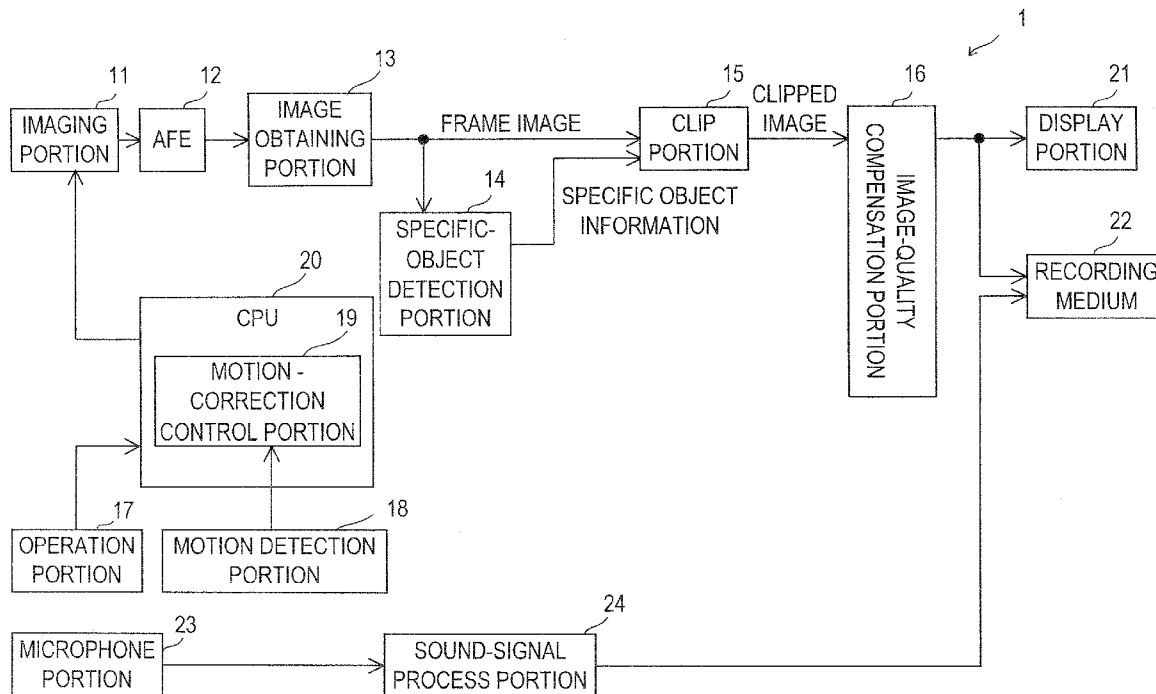 1
11
IMAGING
PORTION
12
AFE
13
IMAGE
OBTAINING
PORTION
FRAME IMAGE
14
SPECIFIC-
OBJECT
DETECTION
PORTION
SPECIFIC OBJECT
INFORMATION
15
CLIP
PORTION
CLIPPED
IMAGE
16
IMAGE-QUALITY
COMPENSATION PORTION
21
DISPLAY
PORTION
22
RECORDING
MEDIUM
20
CPU
19
MOTION -
CORRECTION
CONTROL PORTION
17
OPERATION
PORTION
18
MOTION DETECTION
PORTION
23
MICROPHONE
PORTION
24
SOUND-SIGNAL
PROCESS PORTION